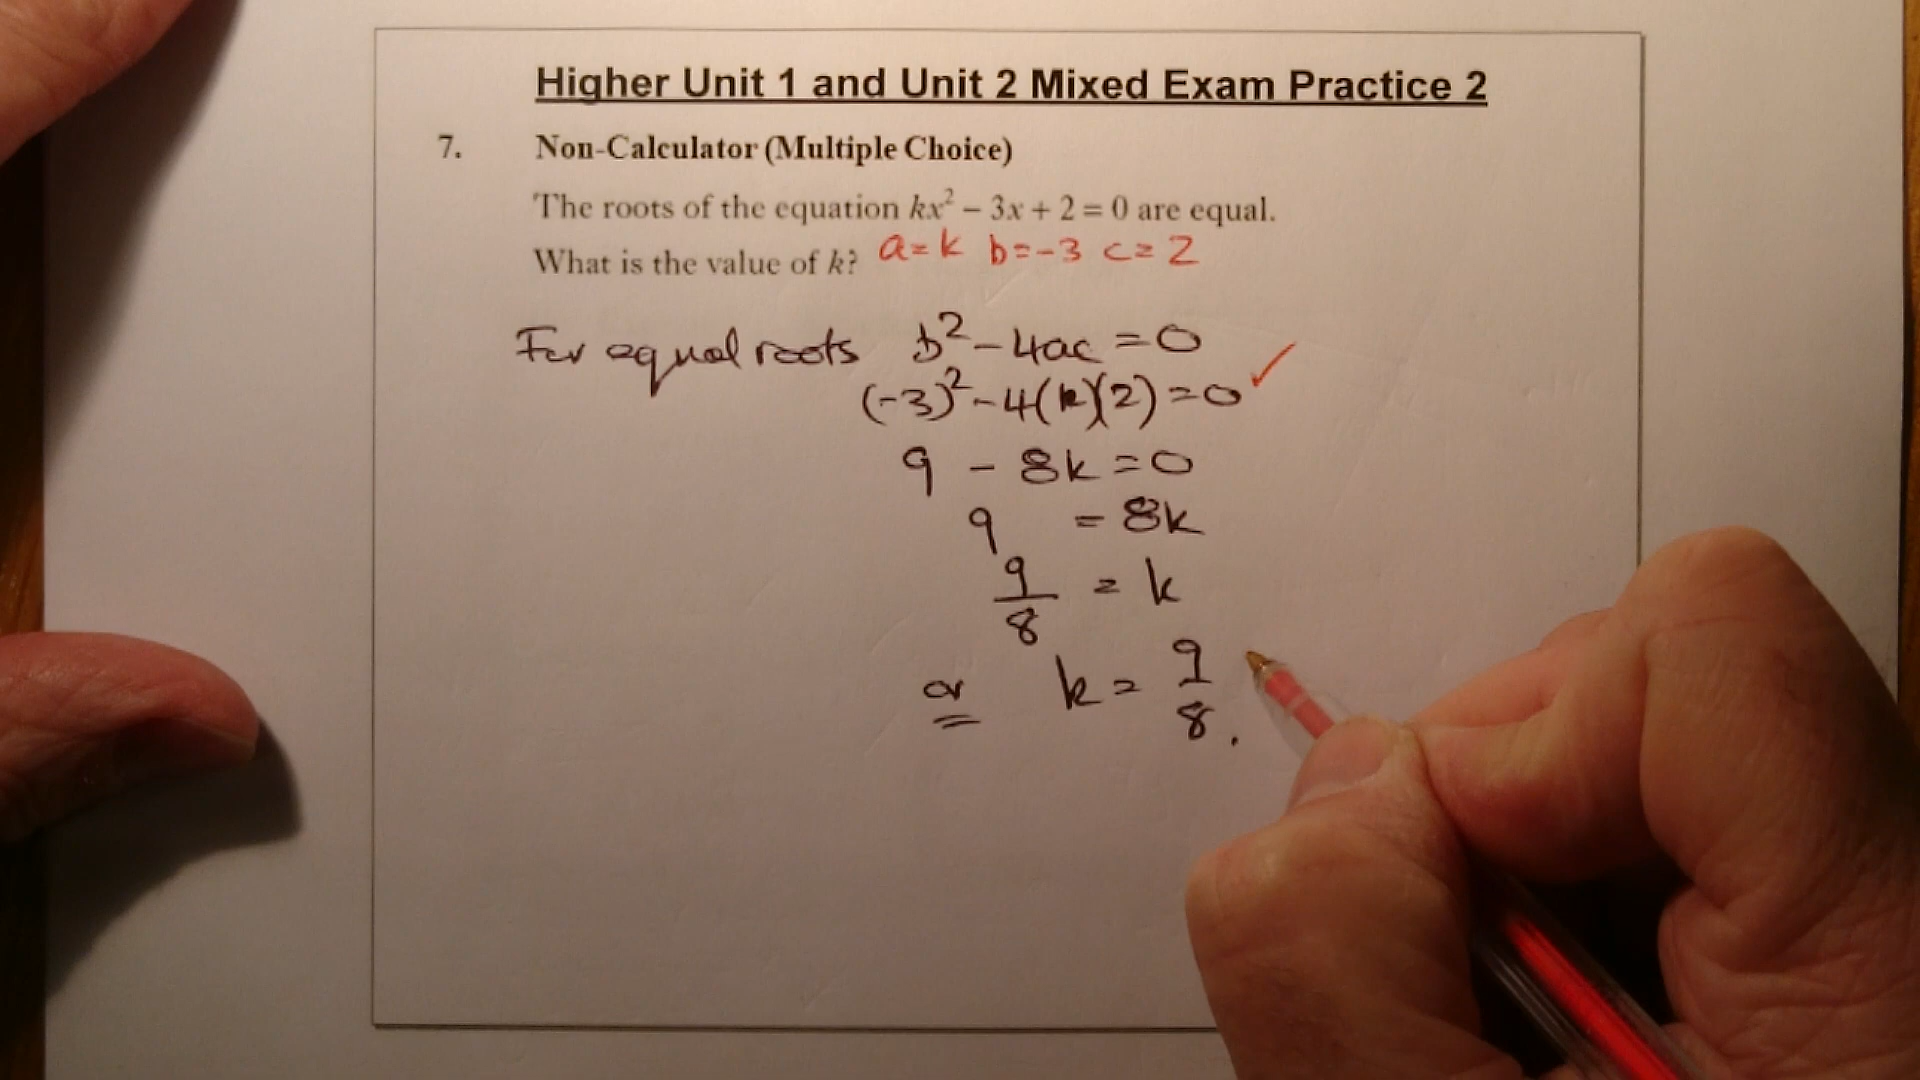 Higher Unit 1 and Unit 2 Mixed Exam Practice 2
7. Non-Calculator (Multiple Choice)
The roots of the equation kx² – 3x + 2 = 0 are equal.
What is the value of k? a=k b=-3 c=2
For equal roots b²-4ac=0
(-3)²-4(k)(2)=0 ✓
9 - 8k=0
9 = 8k
9/8 = k
or k = 9/8.